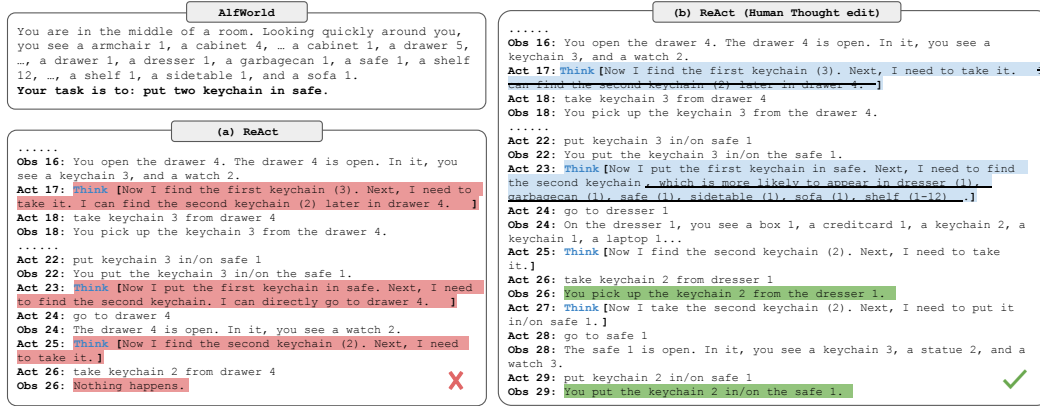 AlfWorld
You are in the middle of a room. Looking quickly around you,
you see a armchair 1, a cabinet 4, … a cabinet 1, a drawer 5,
…, a drawer 1, a dresser 1, a garbagecan 1, a safe 1, a shelf
12, …, a shelf 1, a sidetable 1, and a sofa 1.
Your task is to: put two keychain in safe.
(a) ReAct
......
Obs 16: You open the drawer 4. The drawer 4 is open. In it, you
see a keychain 3, and a watch 2.
Act 17: Think [Now I find the first keychain (3). Next, I need to
take it. I can find the second keychain (2) later in drawer 4. ]
Act 18: take keychain 3 from drawer 4
Obs 18: You pick up the keychain 3 from the drawer 4.
......
Act 22: put keychain 3 in/on safe 1
Obs 22: You put the keychain 3 in/on the safe 1.
Act 23: Think [Now I put the first keychain in safe. Next, I need
to find the second keychain. I can directly go to drawer 4. ]
Act 24: go to drawer 4
Obs 24: The drawer 4 is open. In it, you see a watch 2.
Act 25: Think [Now I find the second keychain (2). Next, I need
to take it.]
Act 26: take keychain 2 from drawer 4
Obs 26: Nothing happens.
(b) ReAct (Human Thought edit)
......
Obs 16: You open the drawer 4. The drawer 4 is open. In it, you see a
keychain 3, and a watch 2.
Act 17: Think [Now I find the first keychain (3). Next, I need to take it.
can find the second keychain (2) later in drawer 4. ]
Act 18: take keychain 3 from drawer 4
Obs 18: You pick up the keychain 3 from the drawer 4.
......
Act 22: put keychain 3 in/on safe 1
Obs 22: You put the keychain 3 in/on the safe 1.
Act 23: Think [Now I put the first keychain in safe. Next, I need to find
the second keychain , which is more likely to appear in dresser (1),
garbagecan (1), safe (1), sidetable (1), sofa (1), shelf (1-12) .]
Act 24: go to dresser 1
Obs 24: On the dresser 1, you see a box 1, a creditcard 1, a keychain 2, a
keychain 1, a laptop 1...
Act 25: Think [Now I find the second keychain (2). Next, I need to take
it.]
Act 26: take keychain 2 from dresser 1
Obs 26: You pick up the keychain 2 from the dresser 1.
Act 27: Think [Now I take the second keychain (2). Next, I need to put it
in/on safe 1.]
Act 28: go to safe 1
Obs 28: The safe 1 is open. In it, you see a keychain 3, a statue 2, and a
watch 3.
Act 29: put keychain 2 in/on safe 1
Obs 29: You put the keychain 2 in/on the safe 1.